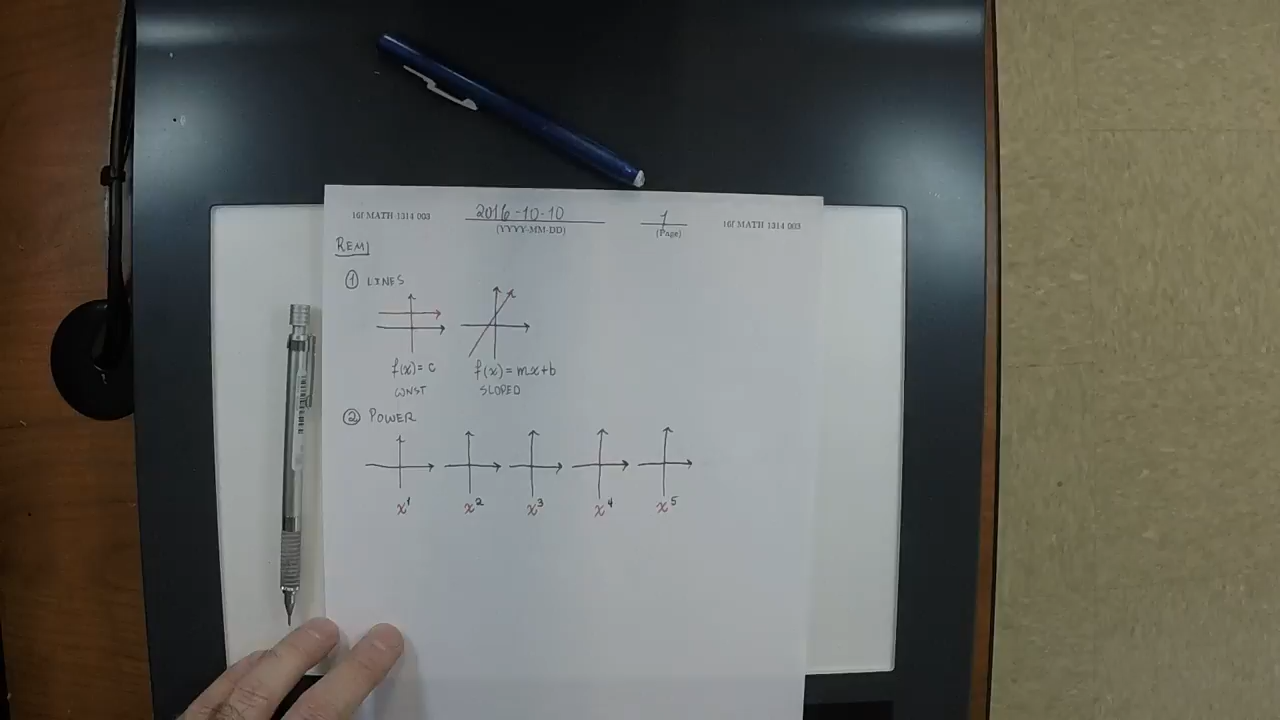 16f MATH 1314 003 2016-10-10 1 16f MATH 1314 003
(YYYY-MM-DD) (Page)
REM
① LINES
f(x) = c f(x) = mx+b
CONST SLOPED
② POWER
x¹ x² x³ x⁴ x⁵